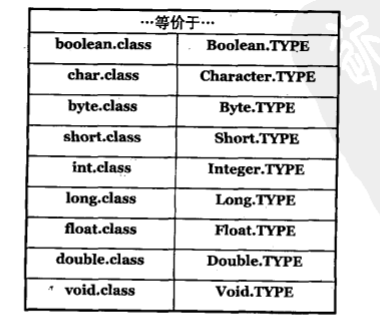 …等价于…
boolean.class Boolean.TYPE
char.class Character.TYPE
byte.class Byte.TYPE
short.class Short.TYPE
int.class Integer.TYPE
long.class Long.TYPE
float.class Float.TYPE
double.class Double.TYPE
void.class Void.TYPE